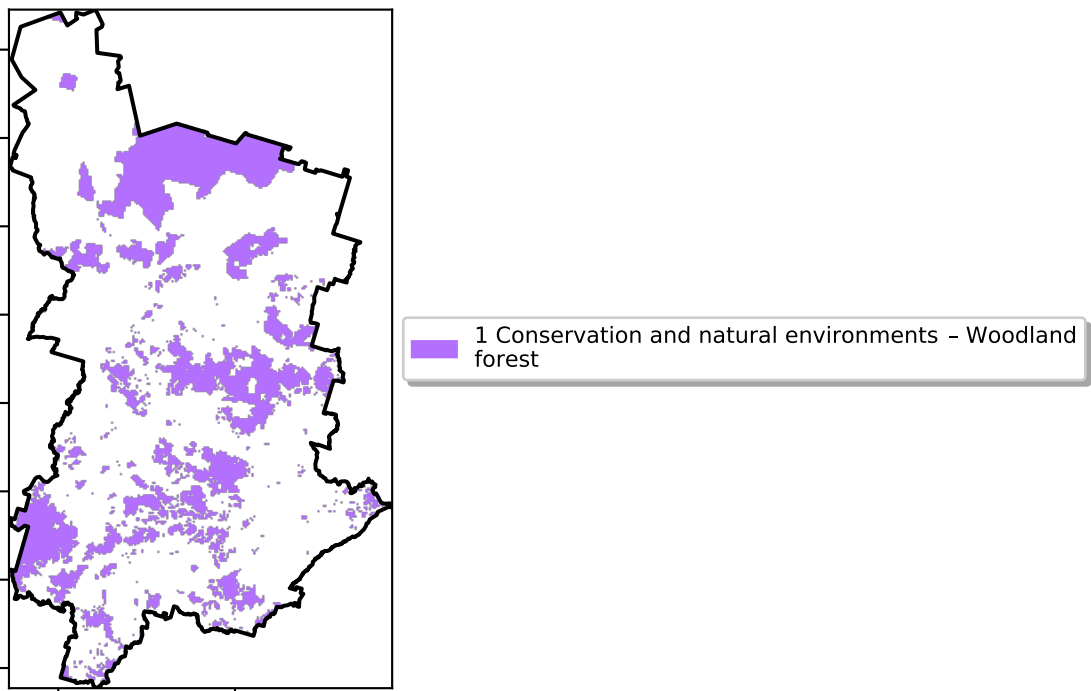 1 Conservation and natural environments – Woodland
forest